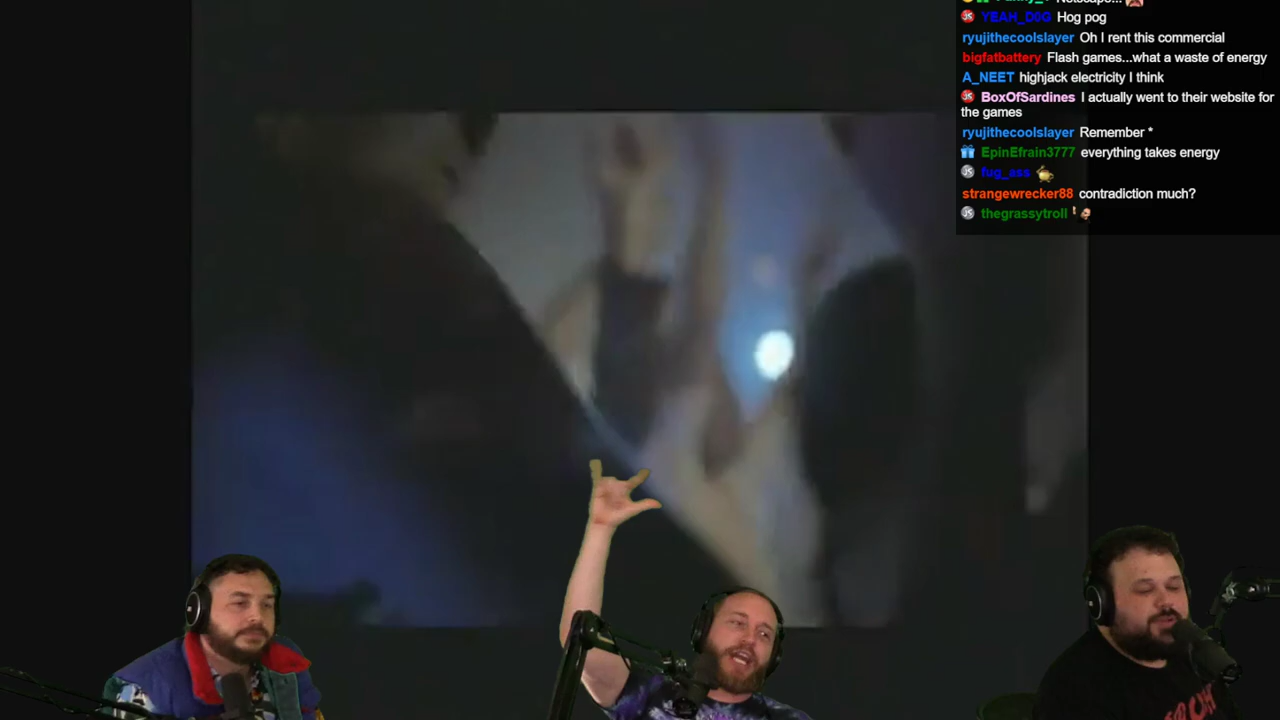 Netscape...
YEAH_D0G Hog pog
ryujithecoolslayer Oh I rent this commercial
bigfatbattery Flash games...what a waste of energy
A_NEET highjack electricity I think
BoxOfSardines I actually went to their website for
the games
ryujithecoolslayer Remember *
EpinEfrain3777 everything takes energy
fug_ass
strangewrecker88 contradiction much?
thegrassytroll